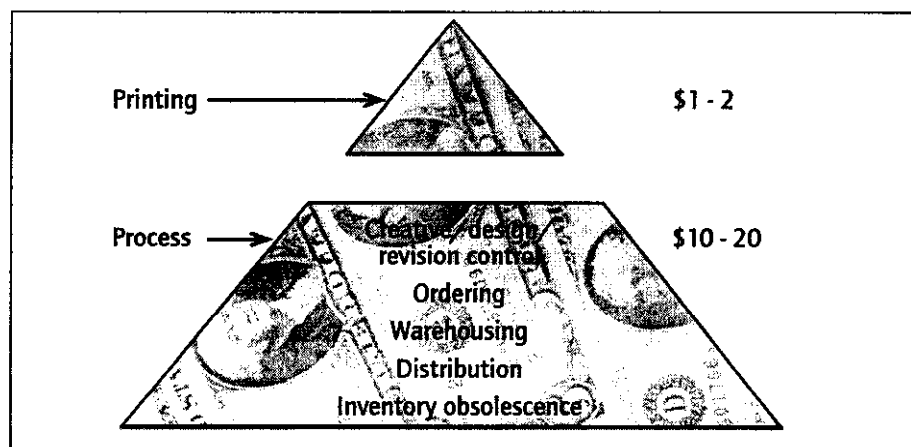 Printing
$1 - 2
Process
$10 - 20
Creative / design /
revision control
Ordering
Warehousing
Distribution
Inventory obsolescence